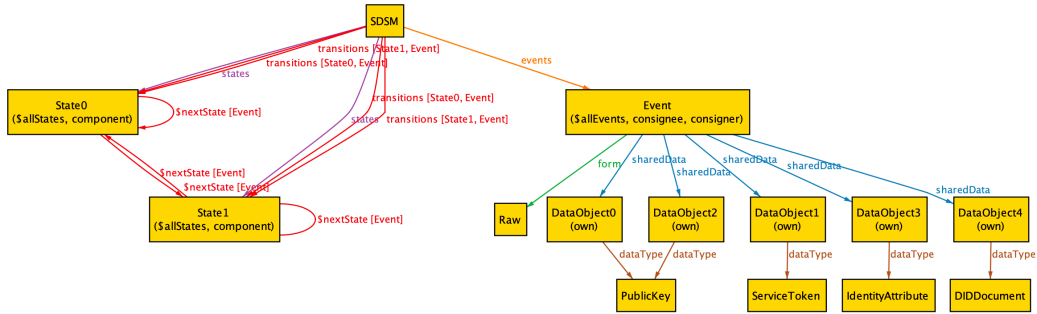 SDSM
transitions [State1, Event]
transitions [State0, Event]
states
events
State0
($allStates, component)
$nextState [Event]
transitions [State0, Event]
states
transitions [State1, Event]
Event
($allEvents, consignee, consigner)
$nextState [Event]
$nextState [Event]
form
sharedData
sharedData
sharedData
sharedData
sharedData
State1
($allStates, component)
$nextState [Event]
Raw
DataObject0
(own)
DataObject2
(own)
DataObject1
(own)
DataObject3
(own)
DataObject4
(own)
dataType
dataType
dataType
dataType
dataType
PublicKey
ServiceToken
IdentityAttribute
DIDDocument